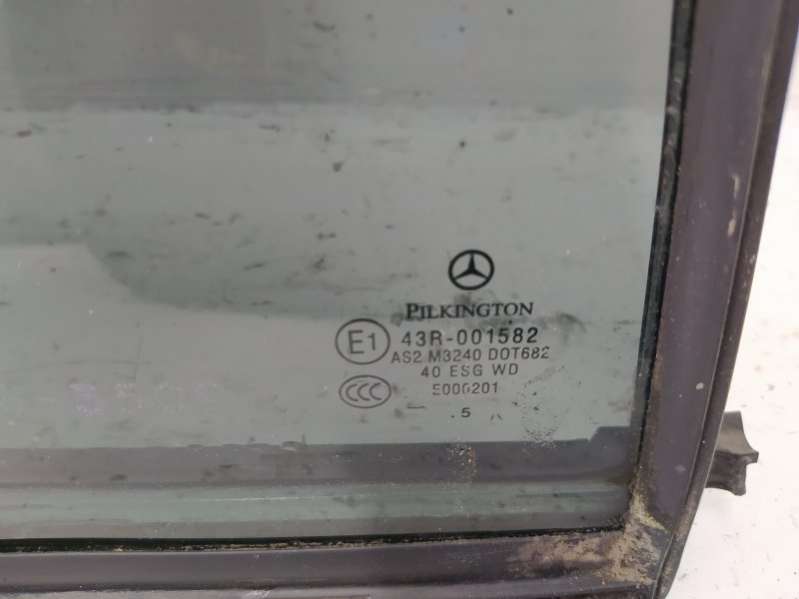 PILKINGTON
E1 43R-001582
AS2 M3240 DOT682
40 ESG WD
CCC E000201
. 5